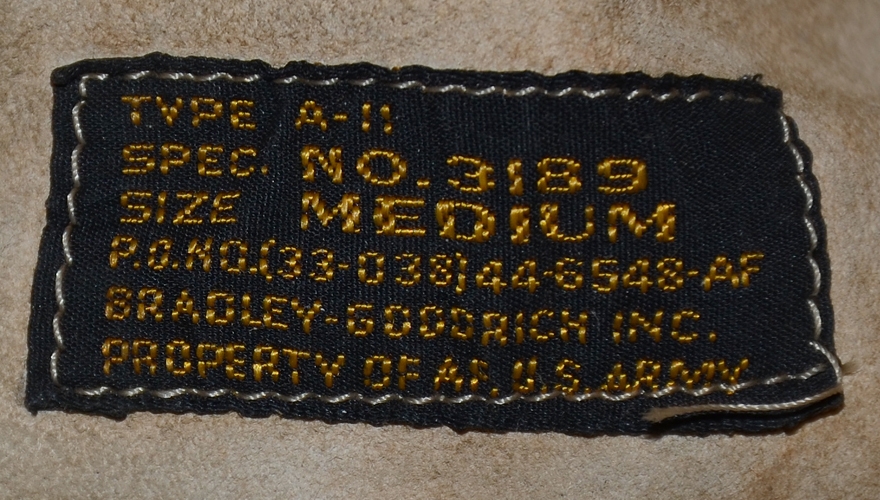 TYPE A-11
SPEC. NO. 3189
SIZE MEDIUM
P.O.NO.(33-038)44-6548-AF
BRADLEY-GOODRICH INC.
PROPERTY OF AF, U.S. ARMY